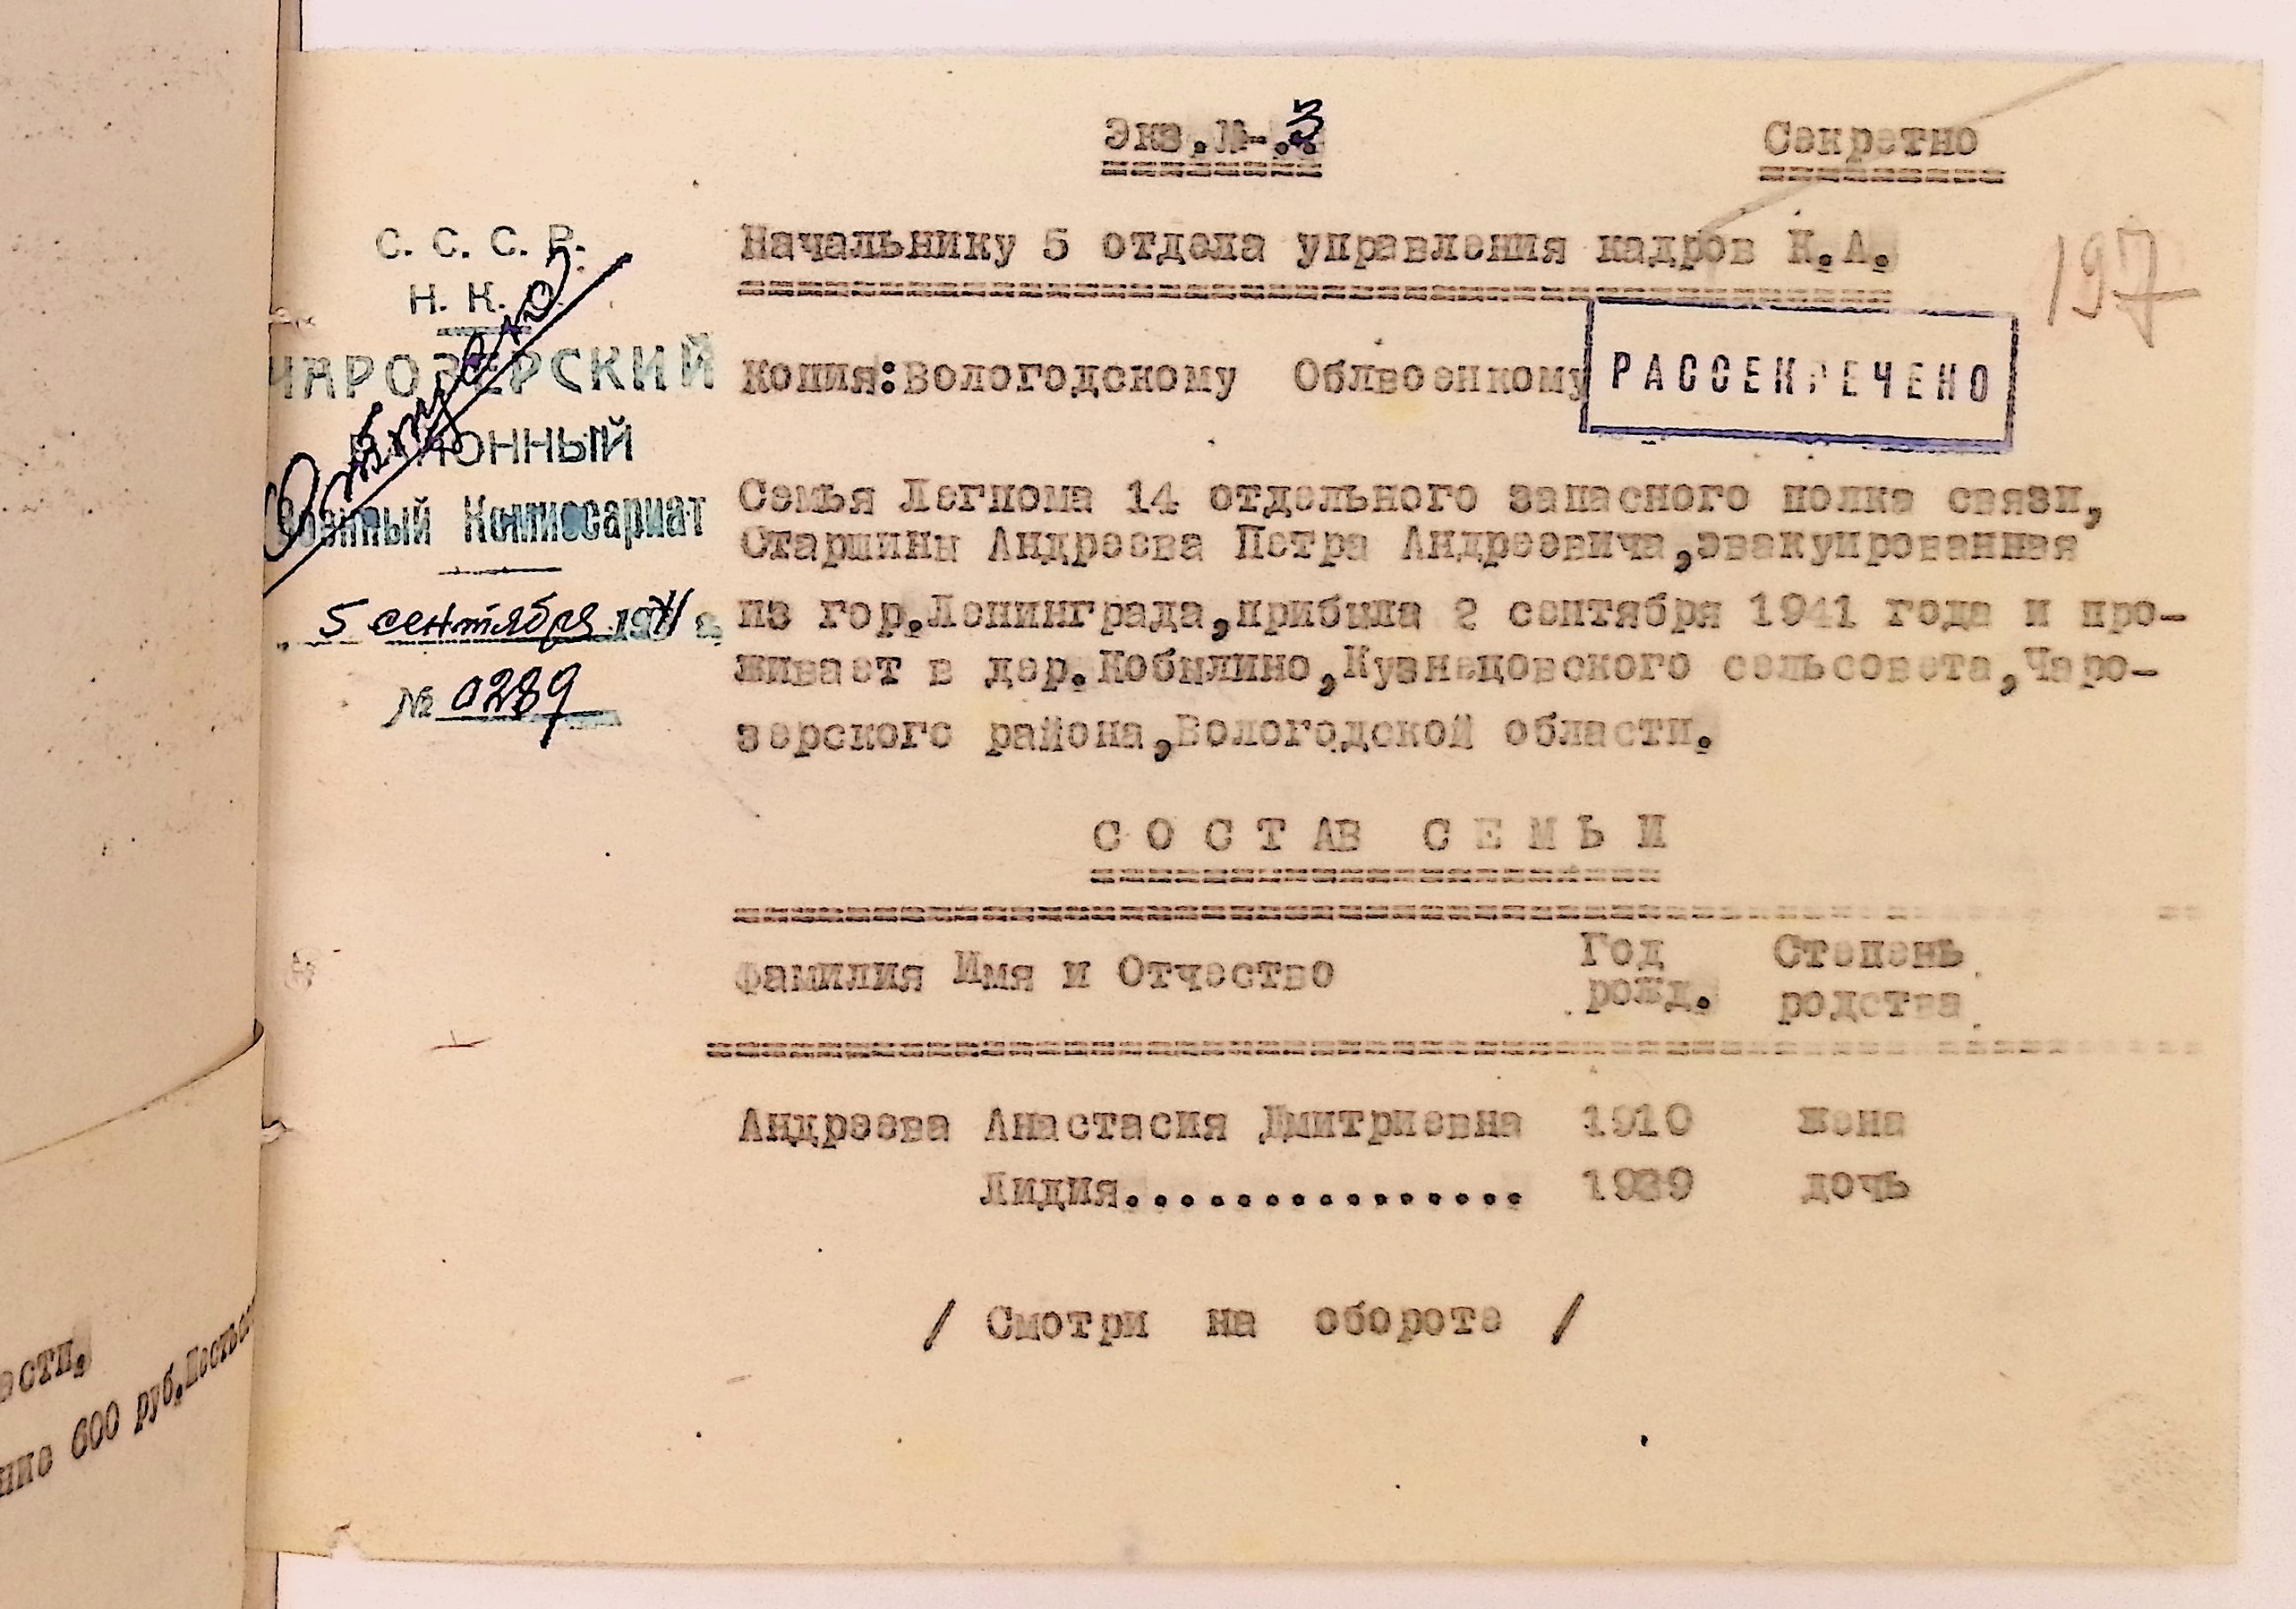 Экз.№-.3
Секретно
197
С. С. С. Р.
Н. К. О.
ЧАРОЗЕРСКИЙ
РАЙОННЫЙ
Военный Комиссариат
5 сентября 1941 г.
№ 0289
Начальнику 5 отдела управления кадров К.А.
Копия:Вологодскому Облвоенкому
РАССЕКРЕЧЕНО
Семья Легпома 14 отдельного запасного полка связи,
Старшины Андреева Петра Андреевича,эвакуированная
из гор.Ленинграда,прибыла 2 сентября 1941 года и про-
живает в дер.Кобылино,Кузнецовского сельсовета,Чаро-
зерского района,Вологодской области.
СОСТАВ СЕМЬИ
Фамилия Имя и Отчество Год рожд. Степень родства
Андреева Анастасия Дмитриевна 1910 жена
Лидия............... 1939 дочь
/ Смотри на обороте /
600 руб.